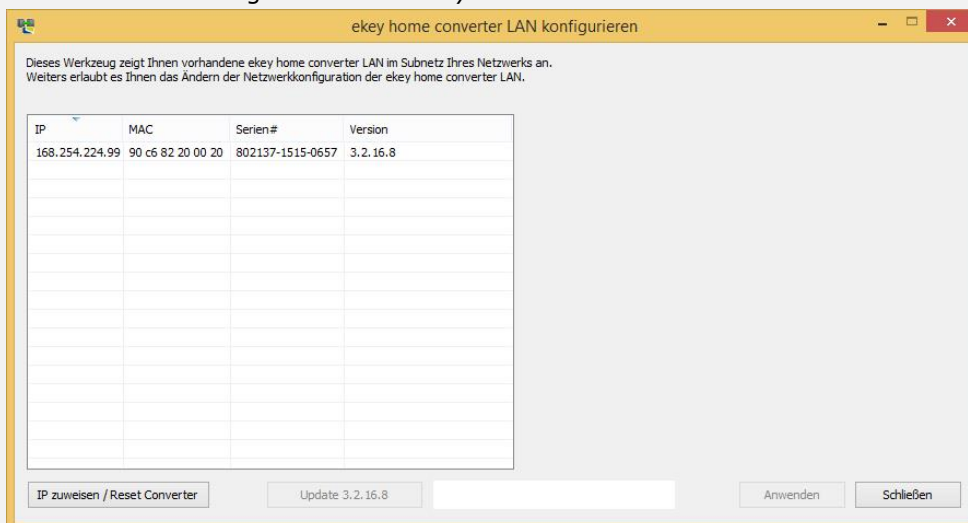 ekey home converter LAN konfigurieren
Dieses Werkzeug zeigt Ihnen vorhandene ekey home converter LAN im Subnetz Ihres Netzwerks an.
Weiters erlaubt es Ihnen das Ändern der Netzwerkkonfiguration der ekey home converter LAN.
IP MAC Serien# Version
168.254.224.99 90 c6 82 20 00 20 802137-1515-0657 3.2.16.8
IP zuweisen / Reset Converter Update 3.2.16.8 Anwenden Schließen